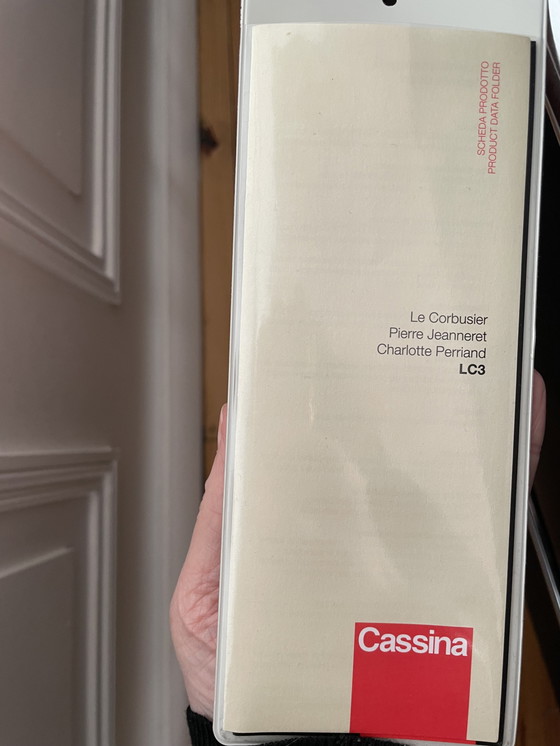 SCHEDA PRODOTTO
PRODUCT DATA FOLDER
Le Corbusier
Pierre Jeanneret
Charlotte Perriand
LC3
Cassina